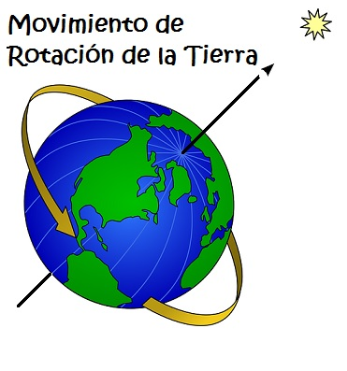 Movimiento de
Rotación de la Tierra